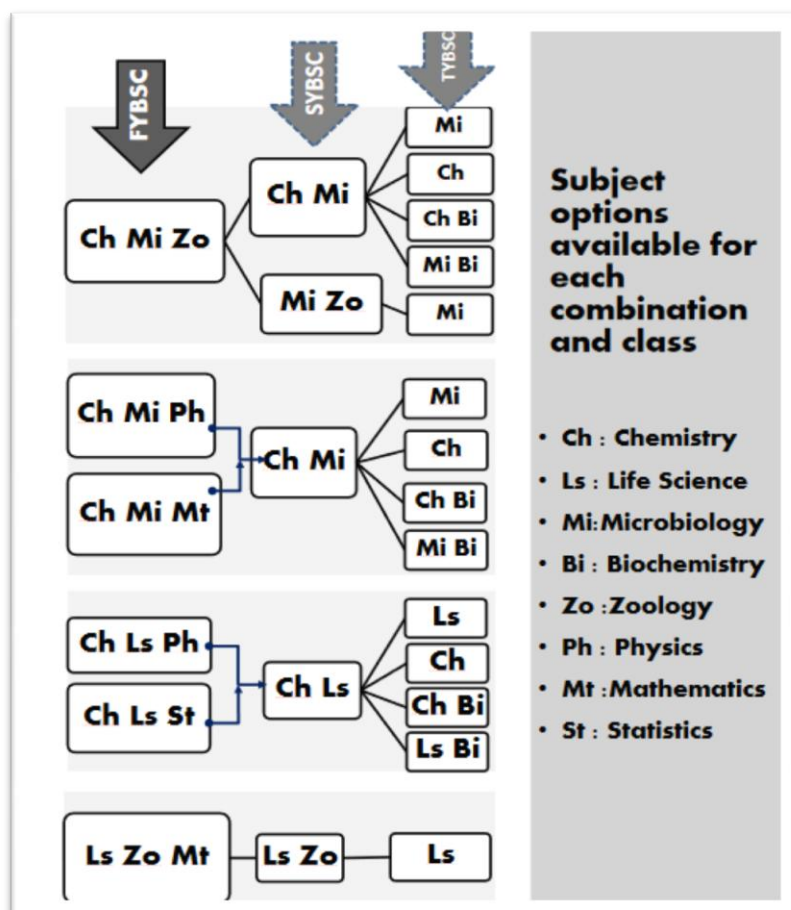 FYBSC
SYBSC
TYBSC
Ch Mi Zo
Ch Mi
Mi
Ch
Ch Bi
Mi Bi
Mi Zo
Mi
Ch Mi Ph
Ch Mi Mt
Ch Mi
Mi
Ch
Ch Bi
Mi Bi
Ch Ls Ph
Ch Ls St
Ch Ls
Ls
Ch
Ch Bi
Ls Bi
Ls Zo Mt
Ls Zo
Ls
Subject
options
available for
each
combination
and class
• Ch : Chemistry
• Ls : Life Science
• Mi:Microbiology
• Bi : Biochemistry
• Zo :Zoology
• Ph : Physics
• Mt :Mathematics
• St : Statistics